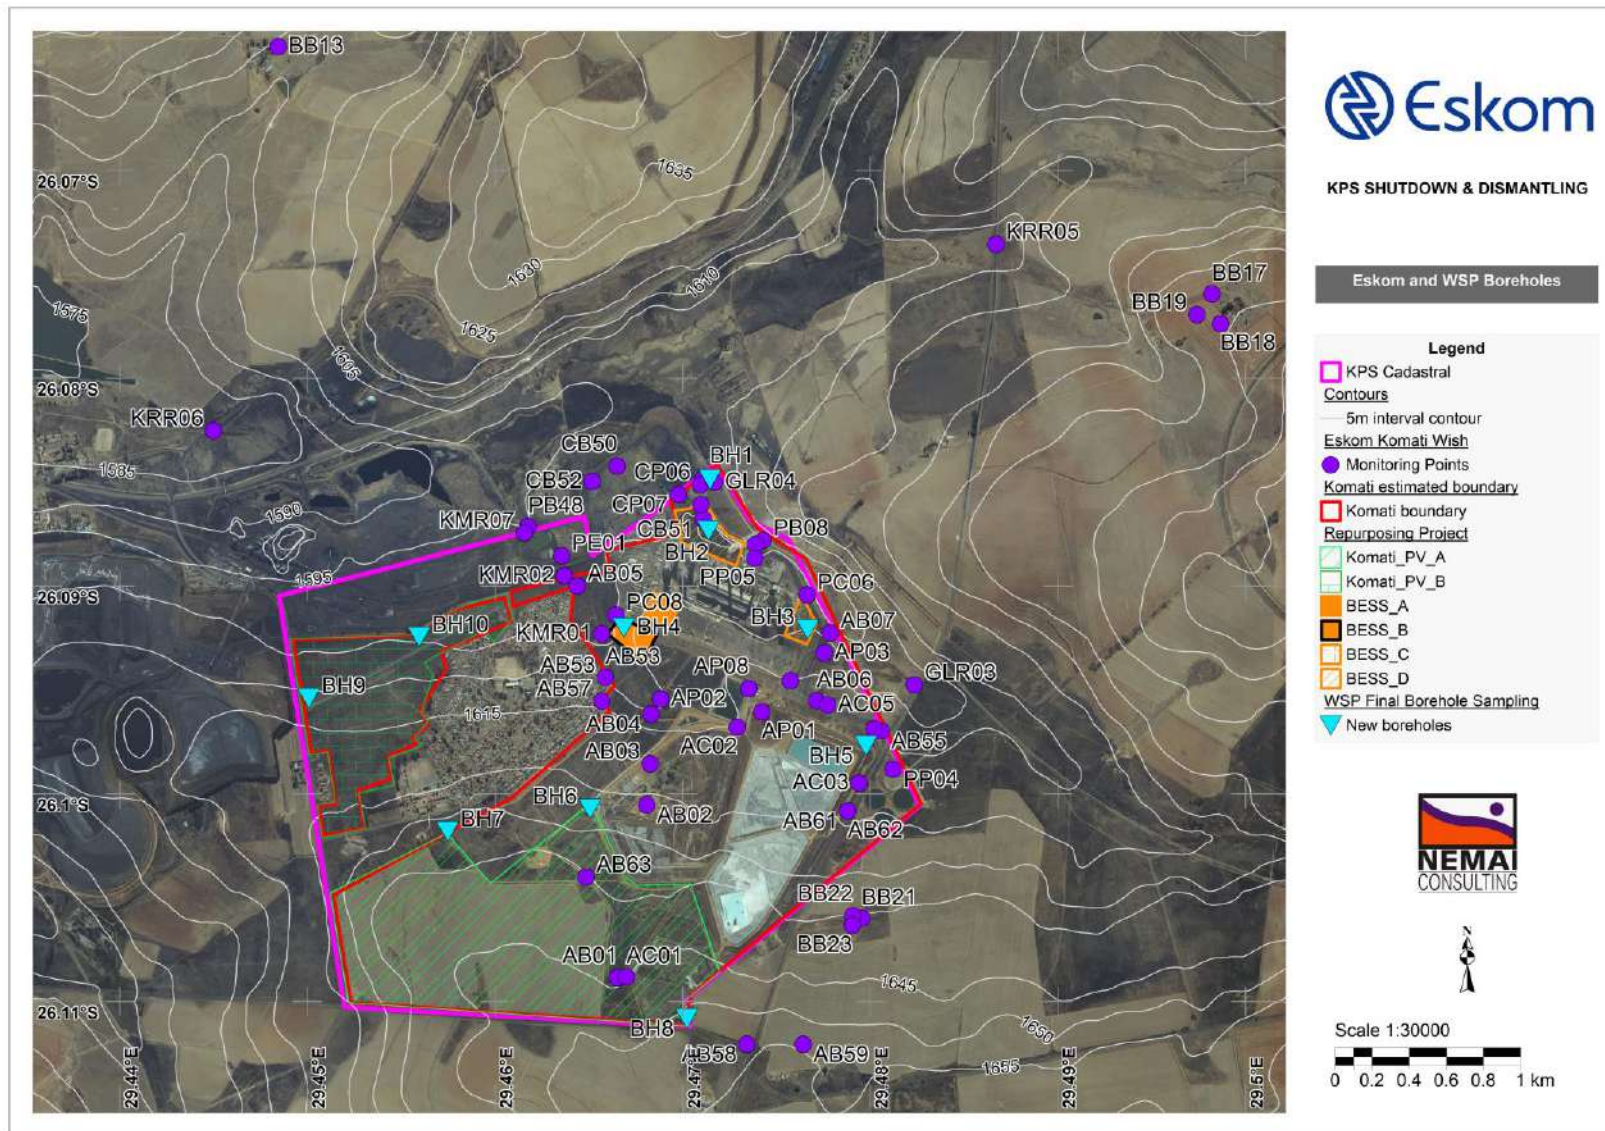 BB13
26.07°S
1635
KRR05
1630
1610
BB17
BB19
BB18
1575
1625
1605
26.08°S
KRR06
CB50
BH1
1585
CB52
CP06
GLR04
PB48
CP07
1590
KMR07
CB51
PB08
PE01
BH2
KMR02
AB05
PP05
1595
PC06
26.09°S
PC08
BH10
KMR01
BH4
BH3
AB07
AB53
AP03
AB53
AP08
AB06
GLR03
BH9
AB57
AP02
AC05
1615
AB04
AC02
AP01
AB55
AB03
BH5
AC03
PP04
26.1°S
BH6
AB02
BH7
AB61
AB62
AB63
BB22
BB21
BB23
AB01
AC01
1645
26.11°S
BH8
1650
AB58
AB59
1655
29.44°E
29.45°E
29.46°E
29.47°E
29.48°E
29.49°E
29.5°E
Eskom
KPS SHUTDOWN & DISMANTLING
Eskom and WSP Boreholes
Legend
KPS Cadastral
Contours
5m interval contour
Eskom Komati Wish
Monitoring Points
Komati estimated boundary
Komati boundary
Repurposing Project
Komati_PV_A
Komati_PV_B
BESS_A
BESS_B
BESS_C
BESS_D
WSP Final Borehole Sampling
New boreholes
NEMAI
CONSULTING
N
Scale 1:30000
0 0.2 0.4 0.6 0.8 1 km